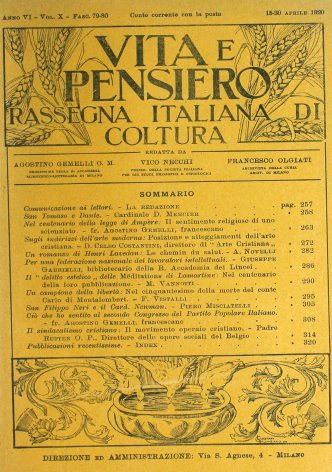 ANNO VI - VOL. X - FASC. 79-80 Conto corrente con la posta 15-30 APRILE 1920
VITA E
PENSIERO
RASSEGNA ITALIANA DI
COLTURA
REDATTA DA
AGOSTINO GEMELLI O. M. VICO NECCHI FRANCESCO OLGIATI
SOMMARIO
Comunicazione ai lettori. - LA REDAZIONE pag. 257
San Tomaso e Dante. - Cardinale D. MERCIER 258
Nel centenario della legge di Ampère: Il sentimento religioso di uno
scienziato - fr. AGOSTINO GEMELLI, francescano 263
Sugli indirizzi dell'arte moderna: Posizione e atteggiamenti dell'arte
cristiana - D. CELSO COSTANTINI, direttore di "Arte Cristiana" 272
Un romanzo di Henri Lavedan: Le chemin du salut. - A. NOVELLI 282
Per una federazione nazionale dei lavoratori intellettuali. - GIUSEPPE
GABRIELI, bibliotecario della R. Accademia dei Lincei 286
Il "delitto estetico" delle Méditations di Lamartine: Nel centenario
della loro pubblicazione. - M. VANNOTTI 290
Un campione della libertà: Nel cinquantesimo della morte del conte
Carlo di Montalembert. - F. VISTALLI 295
San Filippo Neri e il Card. Newman. - PIERO MISCIATELLI 305
Ciò che ho sentito al secondo Congresso del Partito Popolare Italiano.
- fr. AGOSTINO GEMELLI, francescano 308
Il sindacalismo cristiano: Il movimento operaio cristiano. - Padre
RUTTEN O. P., Direttore delle opere sociali del Belgio 314
Pubblicazioni recentissime. - INDEX 320
DIREZIONE ED AMMINISTRAZIONE: VIA S. AGNESE, 4 - MILANO